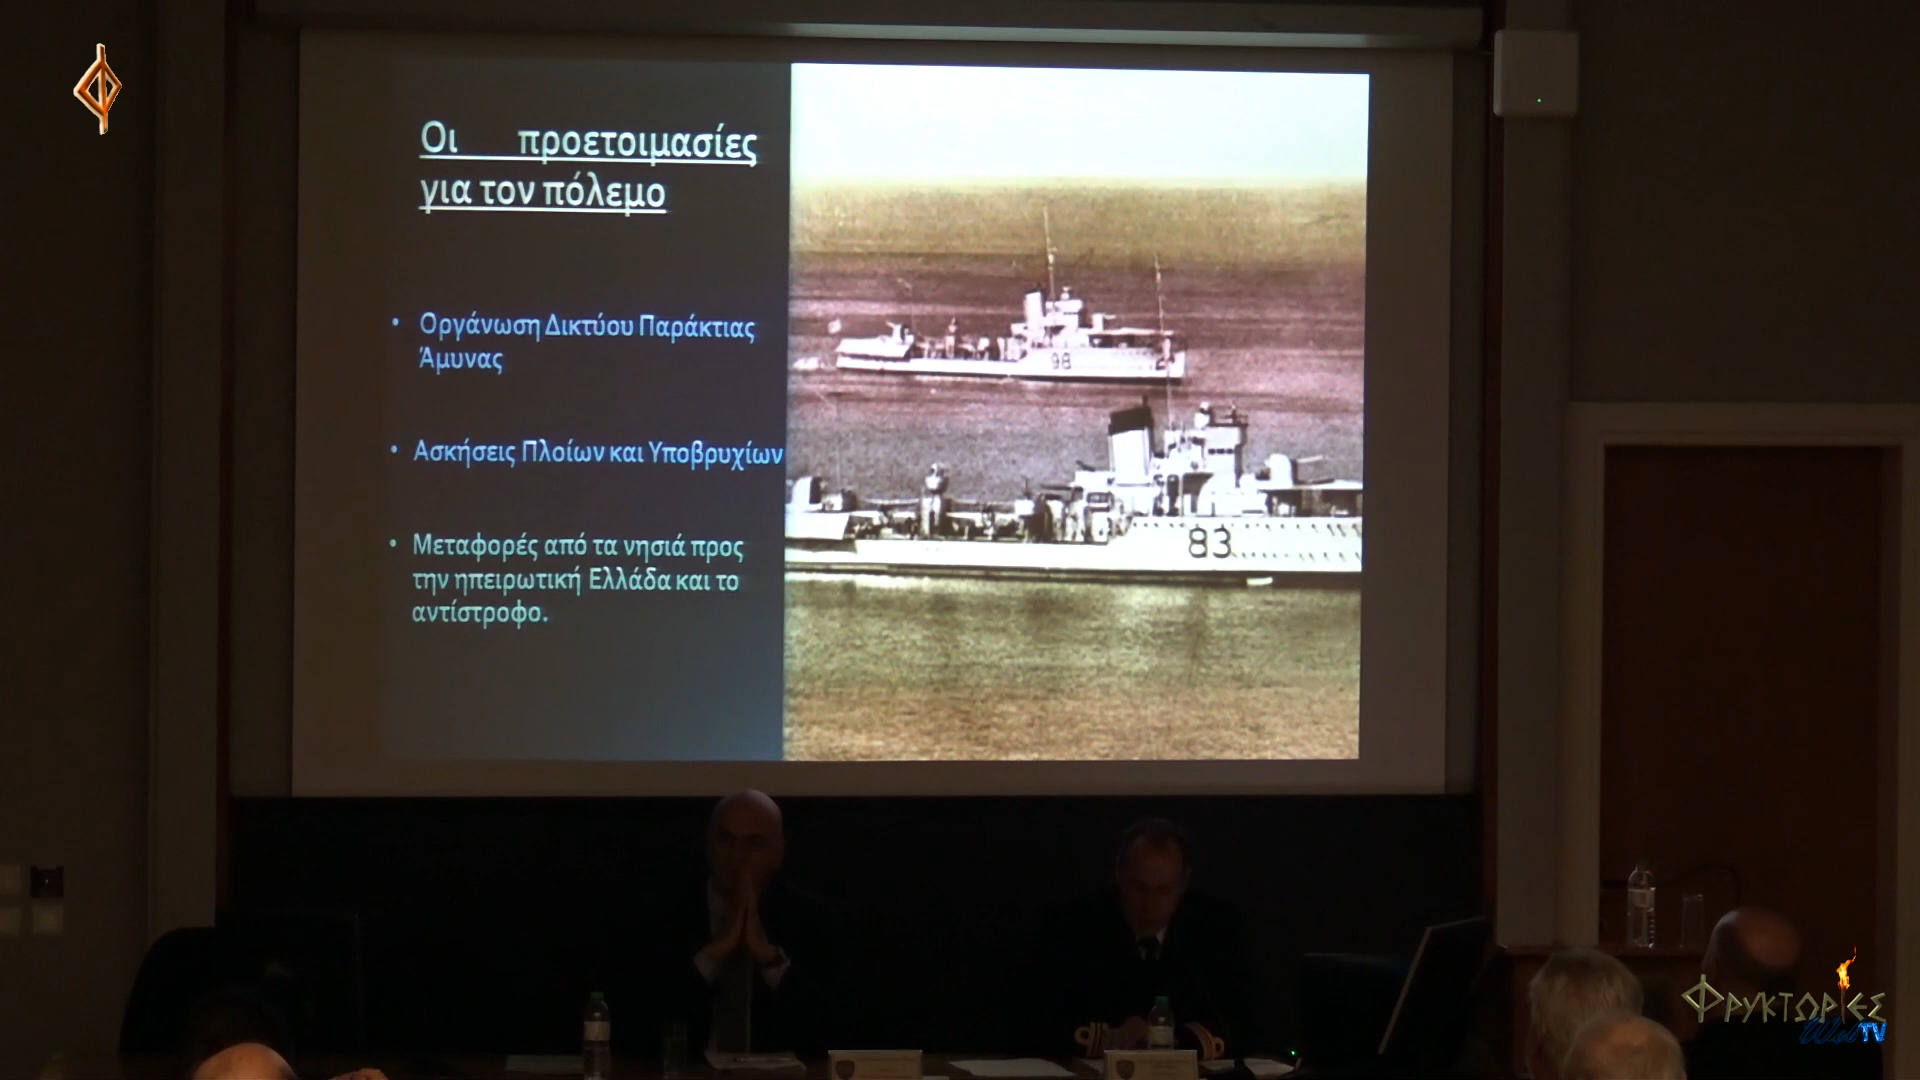 Οι προετοιμασίες
για τον πόλεμο
• Οργάνωση Δικτύου Παράκτιας
Άμυνας
• Ασκήσεις Πλοίων και Υποβρυχίων
• Μεταφορές από τα νησιά προς
την ηπειρωτική Ελλάδα και το
αντίστροφο.
98
83
ΦΡΥΚΤΩΡΙΕΣ
Web TV